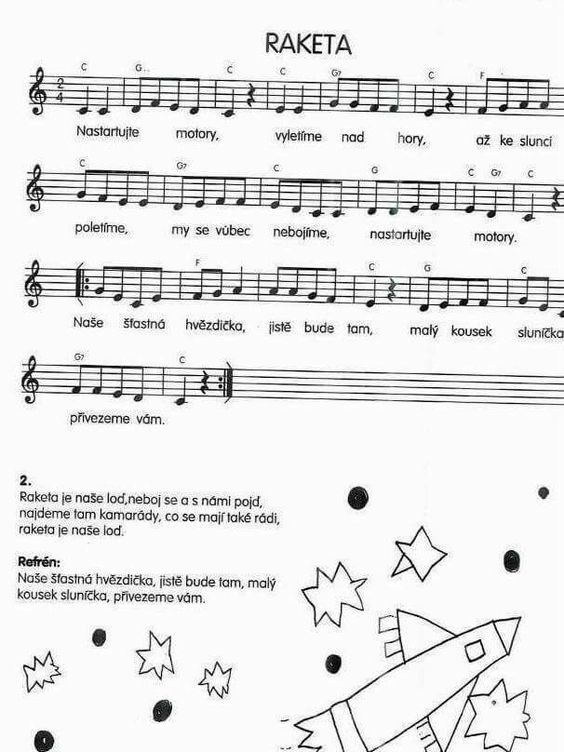 RAKETA
C G.. C C G7 C F
2
4
Nastartujte motory, vyletíme nad hory, až ke slunci
C G7 C G C G7 C
poletíme, my se vůbec nebojíme, nastartujte motory.
F C G C
Naše šťastná hvězdička, jistě bude tam, malý kousek sluníčka
G7 C
přivezeme vám.
2.
Raketa je naše loď,neboj se a s námi pojď,
najdeme tam kamarády, co se mají také rádi,
raketa je naše loď.
Refrén:
Naše šťastná hvězdička, jistě bude tam, malý
kousek sluníčka, přivezeme vám.